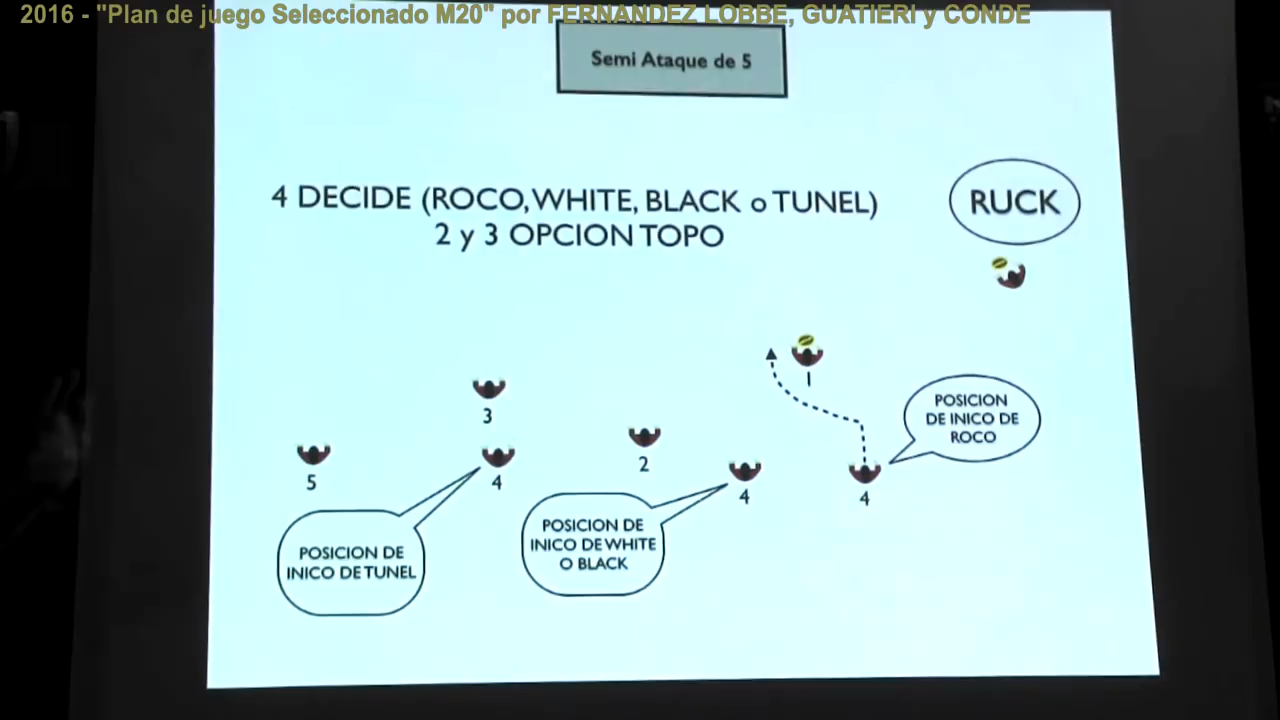 2016 - "Plan de juego Seleccionado M20" por FERNANDEZ LOBBE, GUATIERI y CONDE
Semi Ataque de 5
4 DECIDE (ROCO, WHITE, BLACK o TUNEL)
2 y 3 OPCION TOPO
RUCK
1
3
POSICION
DE INICO DE
ROCO
5
4
2
4
4
POSICION DE
INICO DE TUNEL
POSICION DE
INICO DE WHITE
O BLACK